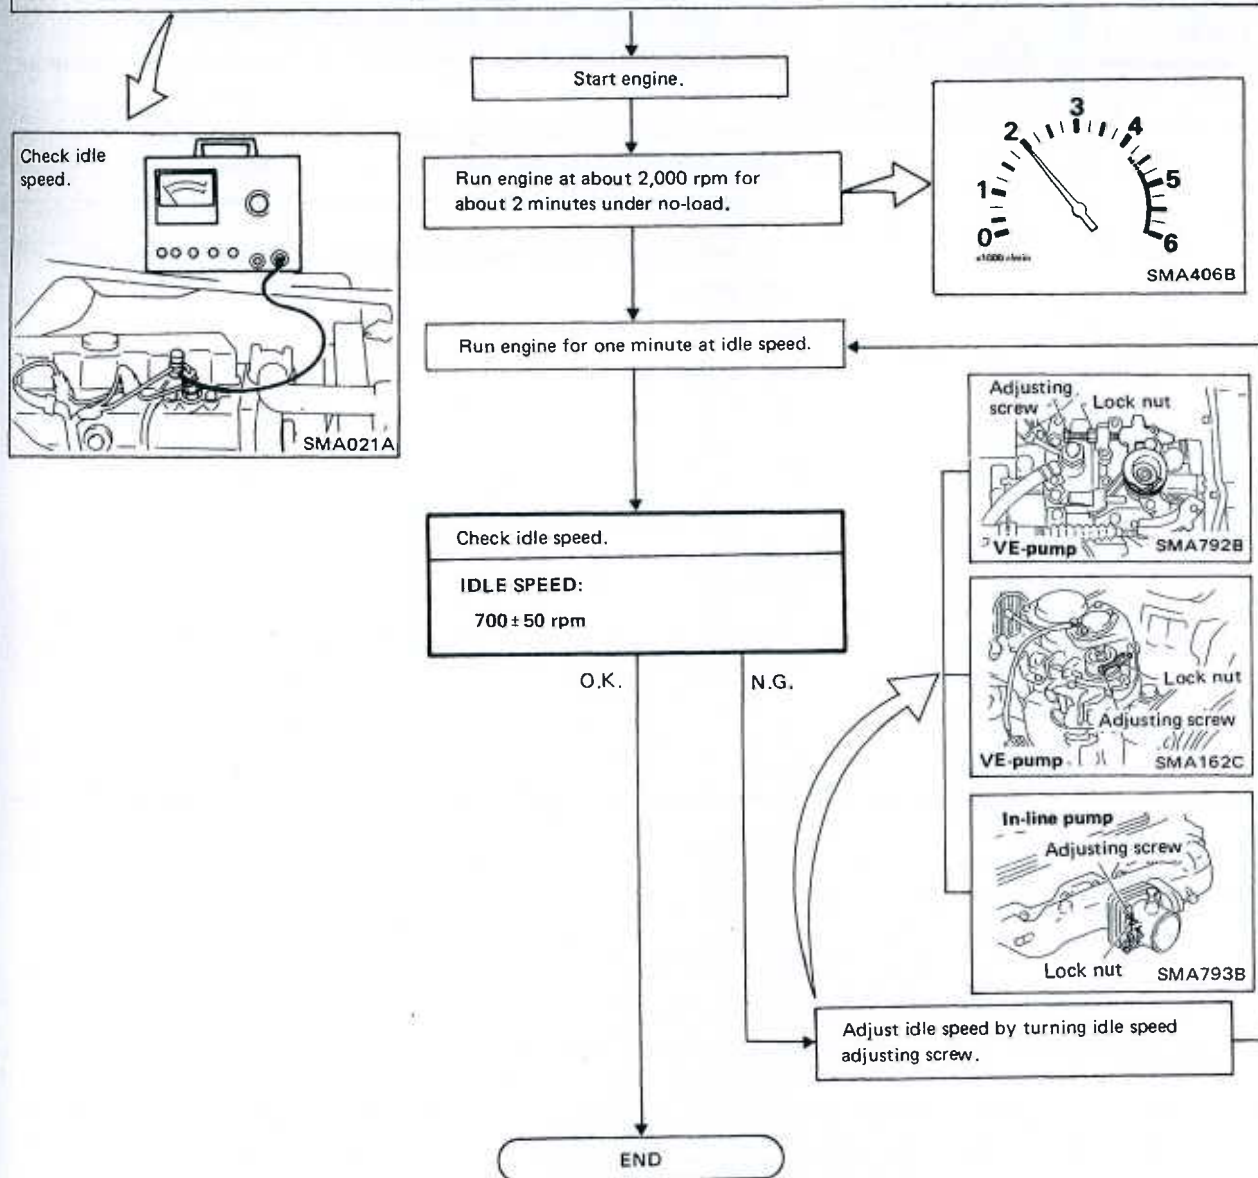 Start engine.
Check idle
speed.
SMA021A
Run engine at about 2,000 rpm for
about 2 minutes under no-load.
0
1
2
3
4
5
6
x1000 r/min
SMA406B
Run engine for one minute at idle speed.
Adjusting
screw
Lock nut
VE-pump
SMA792B
Check idle speed.
IDLE SPEED:
700±50 rpm
O.K.
N.G.
Lock nut
Adjusting screw
VE-pump
SMA162C
In-line pump
Adjusting screw
Lock nut
SMA793B
Adjust idle speed by turning idle speed
adjusting screw.
END